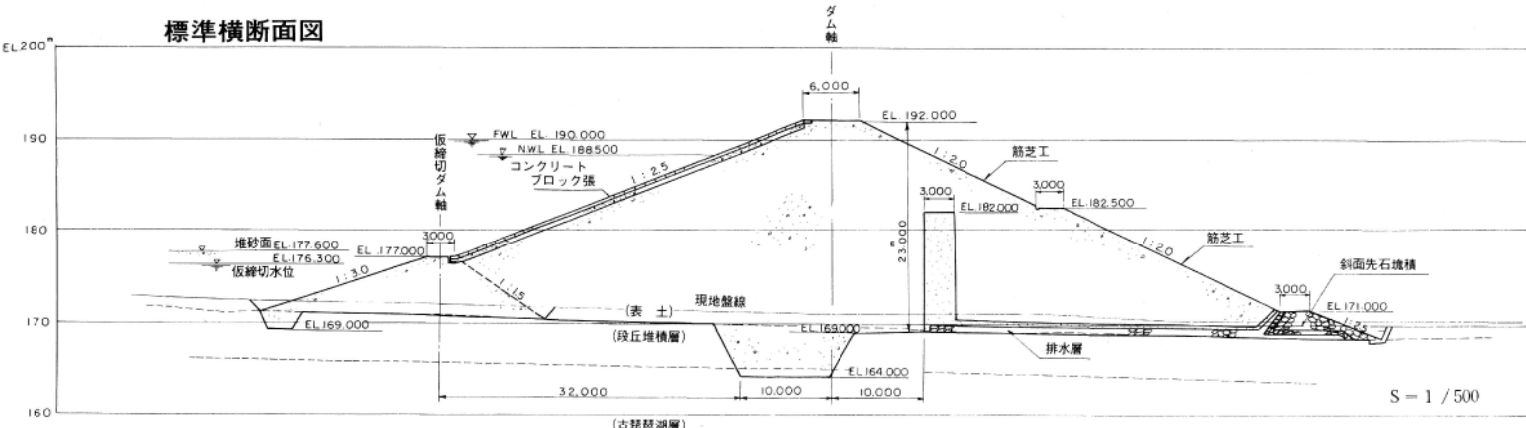 標準横断面図
ダム軸
EL200m
6,000
EL. 192.000
190
FWL EL. 190.000
仮締切ダム軸
N.WL EL.188.500
1:2.0
筋芝工
コンクリート
ブロック張
1:2.5
3,000
3,000
EL.182.000
EL.182.500
180
23.000m
1:2.0
筋芝工
堆砂面 EL.177.600
3,000
EL.177.000
EL.176.300
仮締切水位
1:3.0
1:1.5
斜面先石塊積
3,000
EL.171.000
現地盤線
(表 土)
170
EL.169.000
(段丘堆積層)
EL.169.000
排水層
EL.164.000
32.000
10.000
10.000
S = 1 / 500
160
(古琵琶湖層)